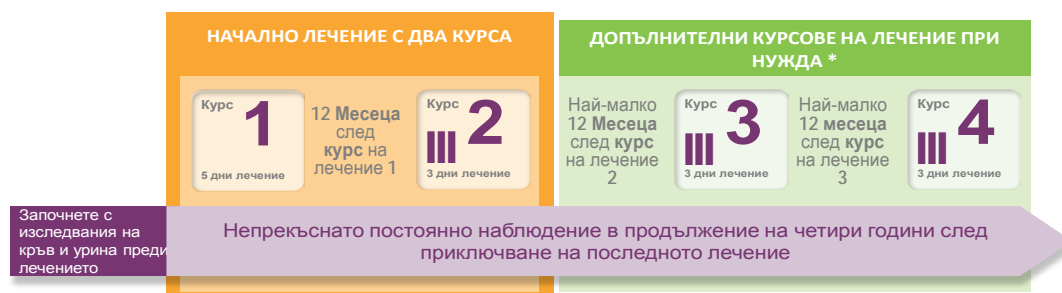 НАЧАЛНО ЛЕЧЕНИЕ С ДВА КУРСА
Курс
1
5 дни лечение
12 Месеца
след
курс на
лечение 1
Курс
2
3 дни лечение
ДОПЪЛНИТЕЛНИ КУРСОВЕ НА ЛЕЧЕНИЕ ПРИ
НУЖДА *
Най-малко
12 Месеца
след курс
на лечение
2
Курс
3
3 дни лечение
Най-малко
12 месеца
след курс
на лечение
3
Курс
4
3 дни лечение
Започнете с
изследвания на
кръв и урина преди
лечението
Непрекъснато постоянно наблюдение в продължение на четири години след
приключване на последното лечение